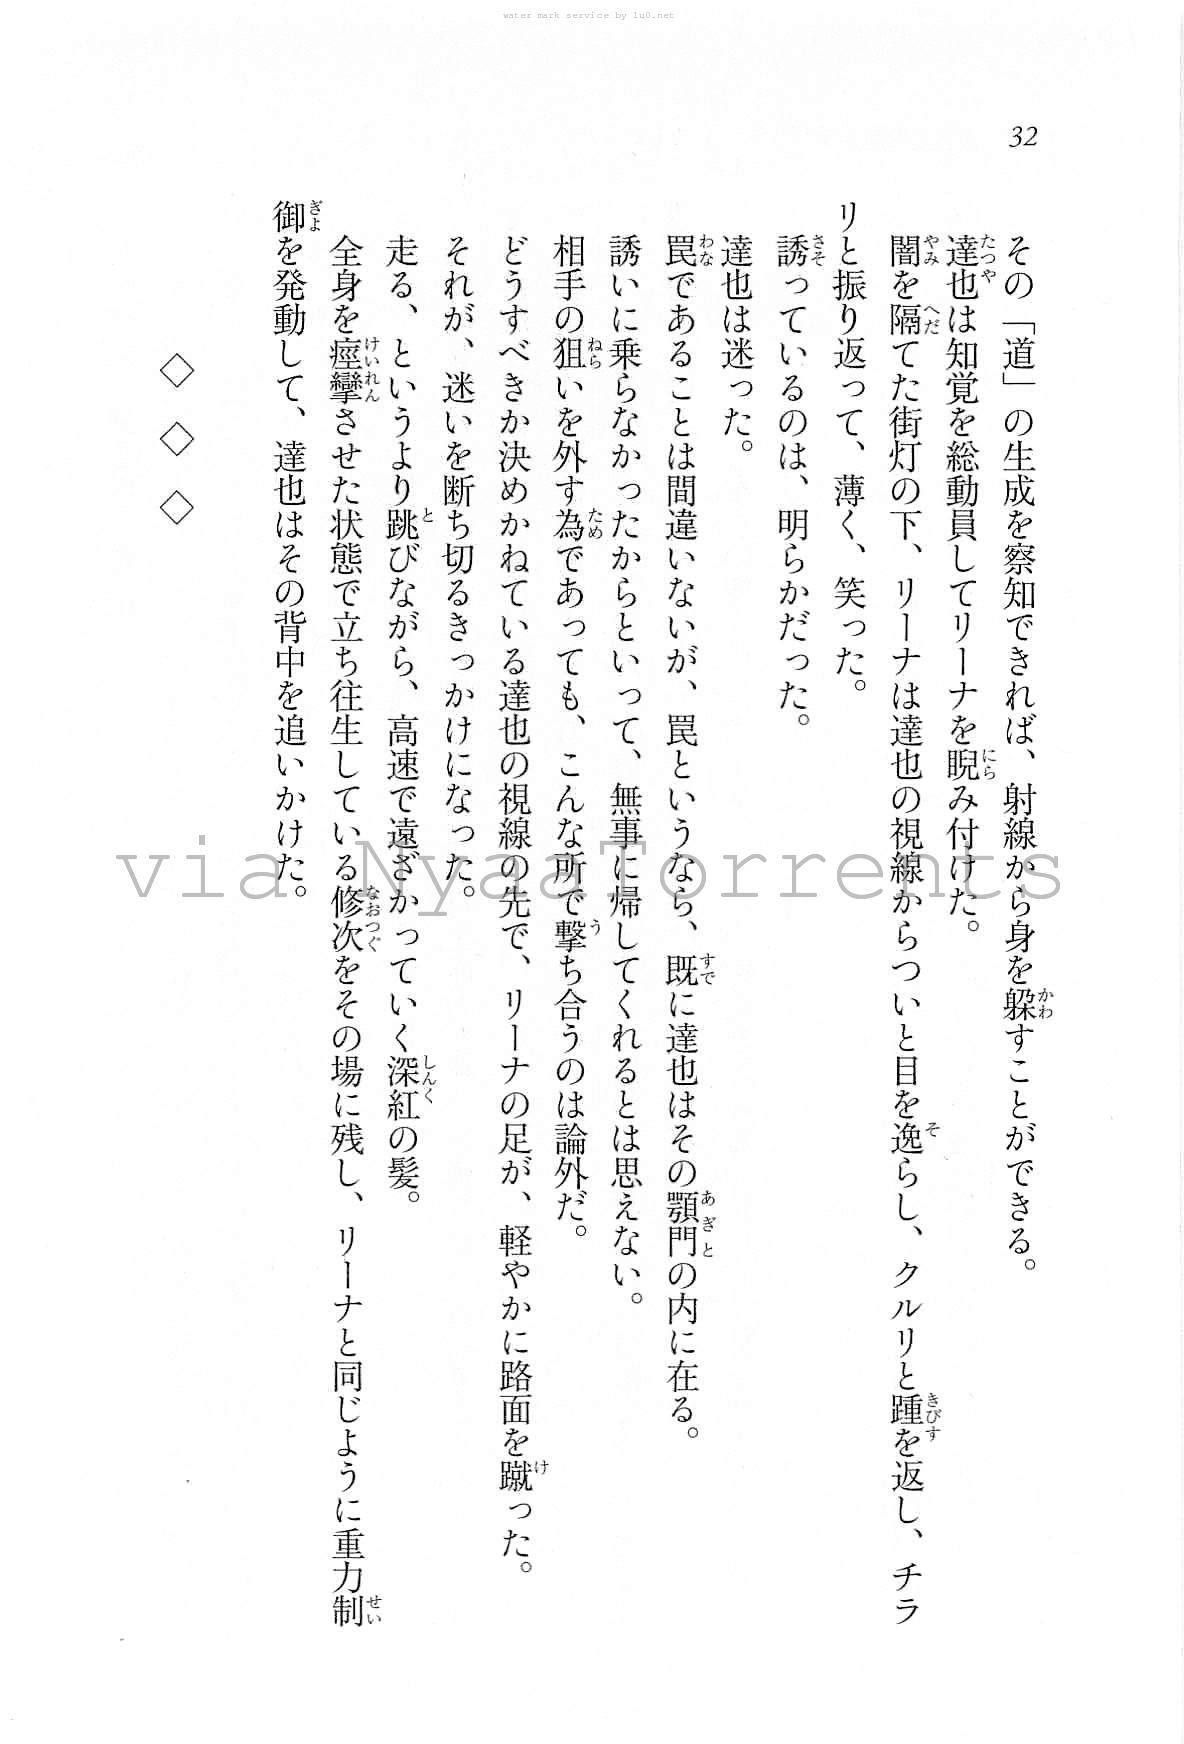 water mark service by lu0.net
32
その「道」の生成を察知できれば、射線から身を躱すことができる。
達也は知覚を総動員してリーナを睨み付けた。
闇を隔てた街灯の下、リーナは達也の視線からついと目を逸らし、クルリと踵を返し、チラ
リと振り返って、薄く、笑った。
誘っているのは、明らかだった。
達也は迷った。
罠であることは間違いないが、罠というなら、既に達也はその顎門の内に在る。
誘いに乗らなかったからといって、無事に帰してくれるとは思えない。
相手の狙いを外す為であっても、こんな所で撃ち合うのは論外だ。
どうすべきか決めかねている達也の視線の先で、リーナの足が、軽やかに路面を蹴った。
それが、迷いを断ち切るきっかけになった。
走る、というより跳びながら、高速で遠ざかっていく深紅の髪。
全身を痙攣させた状態で立ち往生している修次をその場に残し、リーナと同じように重力制
御を発動して、達也はその背中を追いかけた。
◇ ◇ ◇
via NyaaTorrents